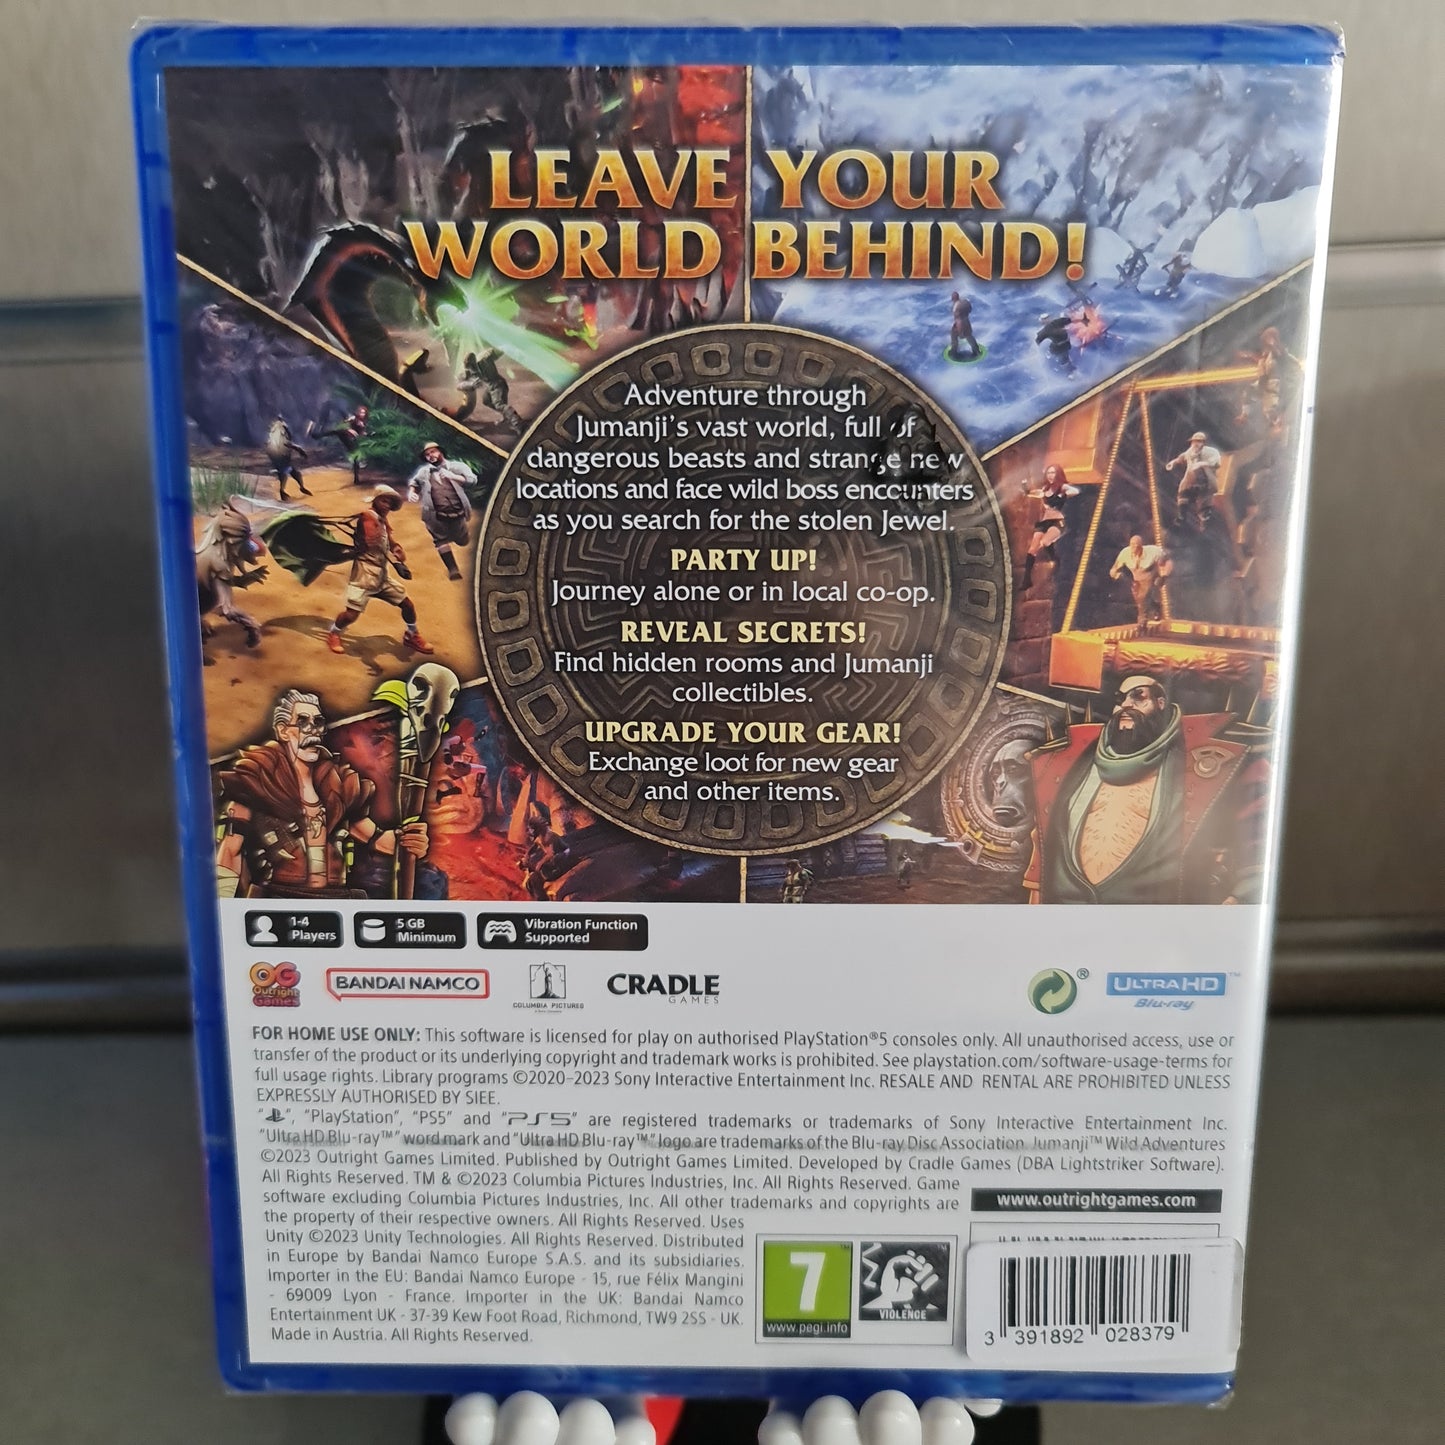 LEAVE YOUR
WORLD BEHIND!
Adventure through
Jumanji's vast world, full of
dangerous beasts and strange new
locations and face wild boss encounters
as you search for the stolen Jewel.
PARTY UP!
Journey alone or in local co-op.
REVEAL SECRETS!
Find hidden rooms and Jumanji
collectibles.
UPGRADE YOUR GEAR!
Exchange loot for new gear
and other items.
1-4
Players
5 GB
Minimum
Vibration Function
Supported
OG
Outright
Games
BANDAI NAMCO
COLUMBIA PICTURES
CRADLE
GAMES
®
ULTRA HD™
Blu-ray
FOR HOME USE ONLY: This software is licensed for play on authorised PlayStation®5 consoles only. All unauthorised access, use or
transfer of the product or its underlying copyright and trademark works is prohibited. See playstation.com/software-usage-terms for
full usage rights. Library programs ©2020-2023 Sony Interactive Entertainment Inc. RESALE AND RENTAL ARE PROHIBITED UNLESS
EXPRESSLY AUTHORISED BY SIEE.
“ ”, “PlayStation”, “PS5” and “PS5” are registered trademarks or trademarks of Sony Interactive Entertainment Inc.
“Ultra HD Blu-ray™” word mark and “Ultra HD Blu-ray™” logo are trademarks of the Blu-ray Disc Association. Jumanji™ Wild Adventures
©2023 Outright Games Limited. Published by Outright Games Limited. Developed by Cradle Games (DBA Lightstriker Software).
All Rights Reserved. TM & ©2023 Columbia Pictures Industries, Inc. All Rights Reserved. Game
software excluding Columbia Pictures Industries, Inc. All other trademarks and copyrights are
the property of their respective owners. All Rights Reserved. Uses
Unity ©2023 Unity Technologies. All Rights Reserved. Distributed
in Europe by Bandai Namco Europe S.A.S. and its subsidiaries.
Importer in the EU: Bandai Namco Europe - 15, rue Félix Mangini
- 69009 Lyon - France. Importer in the UK: Bandai Namco
Entertainment UK - 37-39 Kew Foot Road, Richmond, TW9 2SS - UK.
Made in Austria. All Rights Reserved.
www.outrightgames.com
7
www.pegi.info
VIOLENCE
3 391892 028379